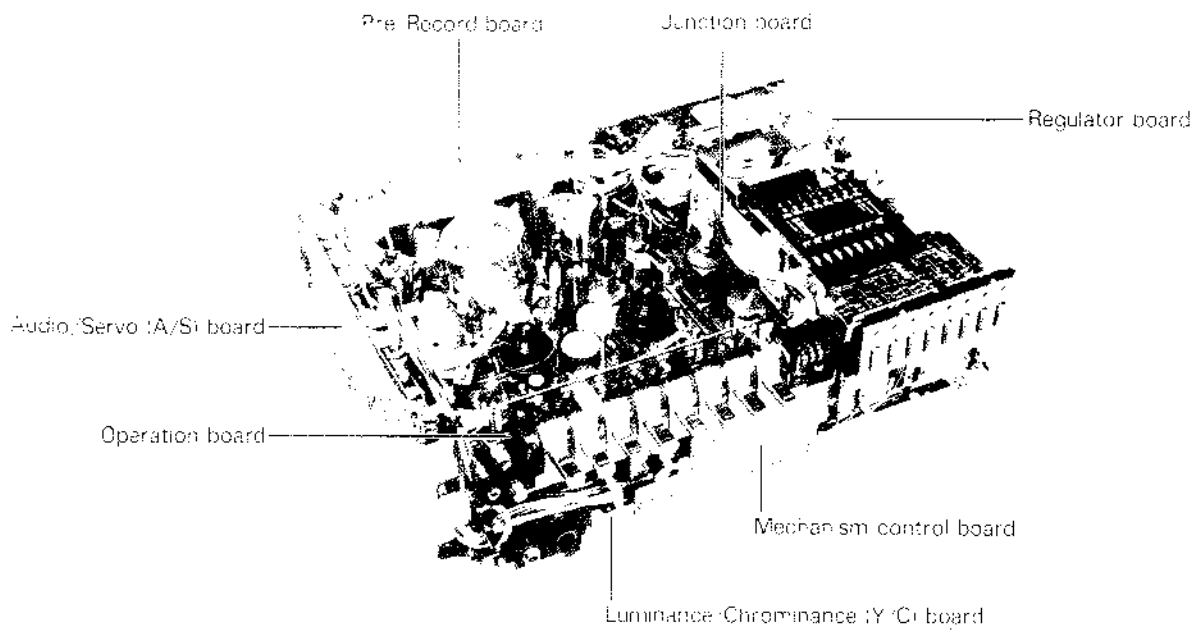 Pre-Record board
Junction board
Regulator board
Audio/Servo (A/S) board
Operation board
Mechanism control board
Luminance/Chrominance (Y/C) board